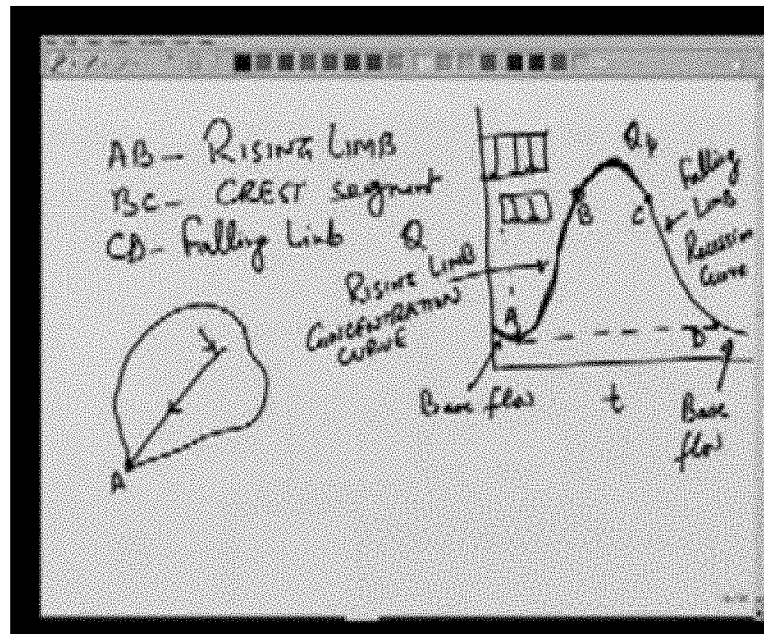 AB- RISING LIMB
BC- CREST segment
CD- Falling Limb
Q
RISING LIMB
CONCENTRATION
CURVE
Qp
B
C
A
D
Falling
Limb
Recession
Curve
Base flow
t
Base
flow
A